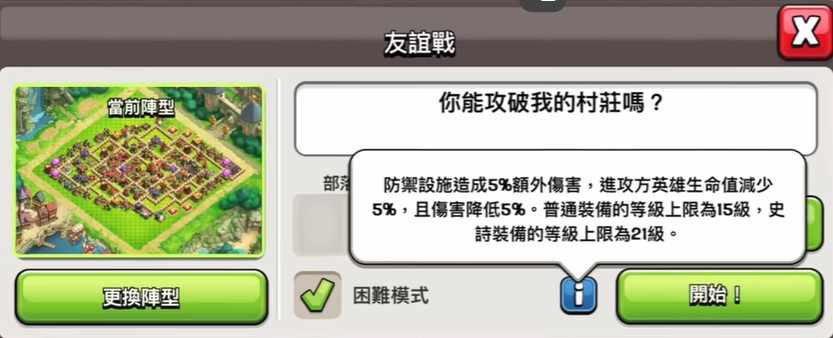 友誼戰
X
當前陣型
你能攻破我的村莊嗎？
部落
防禦設施造成5%額外傷害，進攻方英雄生命值減少
5%，且傷害降低5%。普通裝備的等級上限為15級，史
詩裝備的等級上限為21級。
更換陣型
困難模式
i
開始！